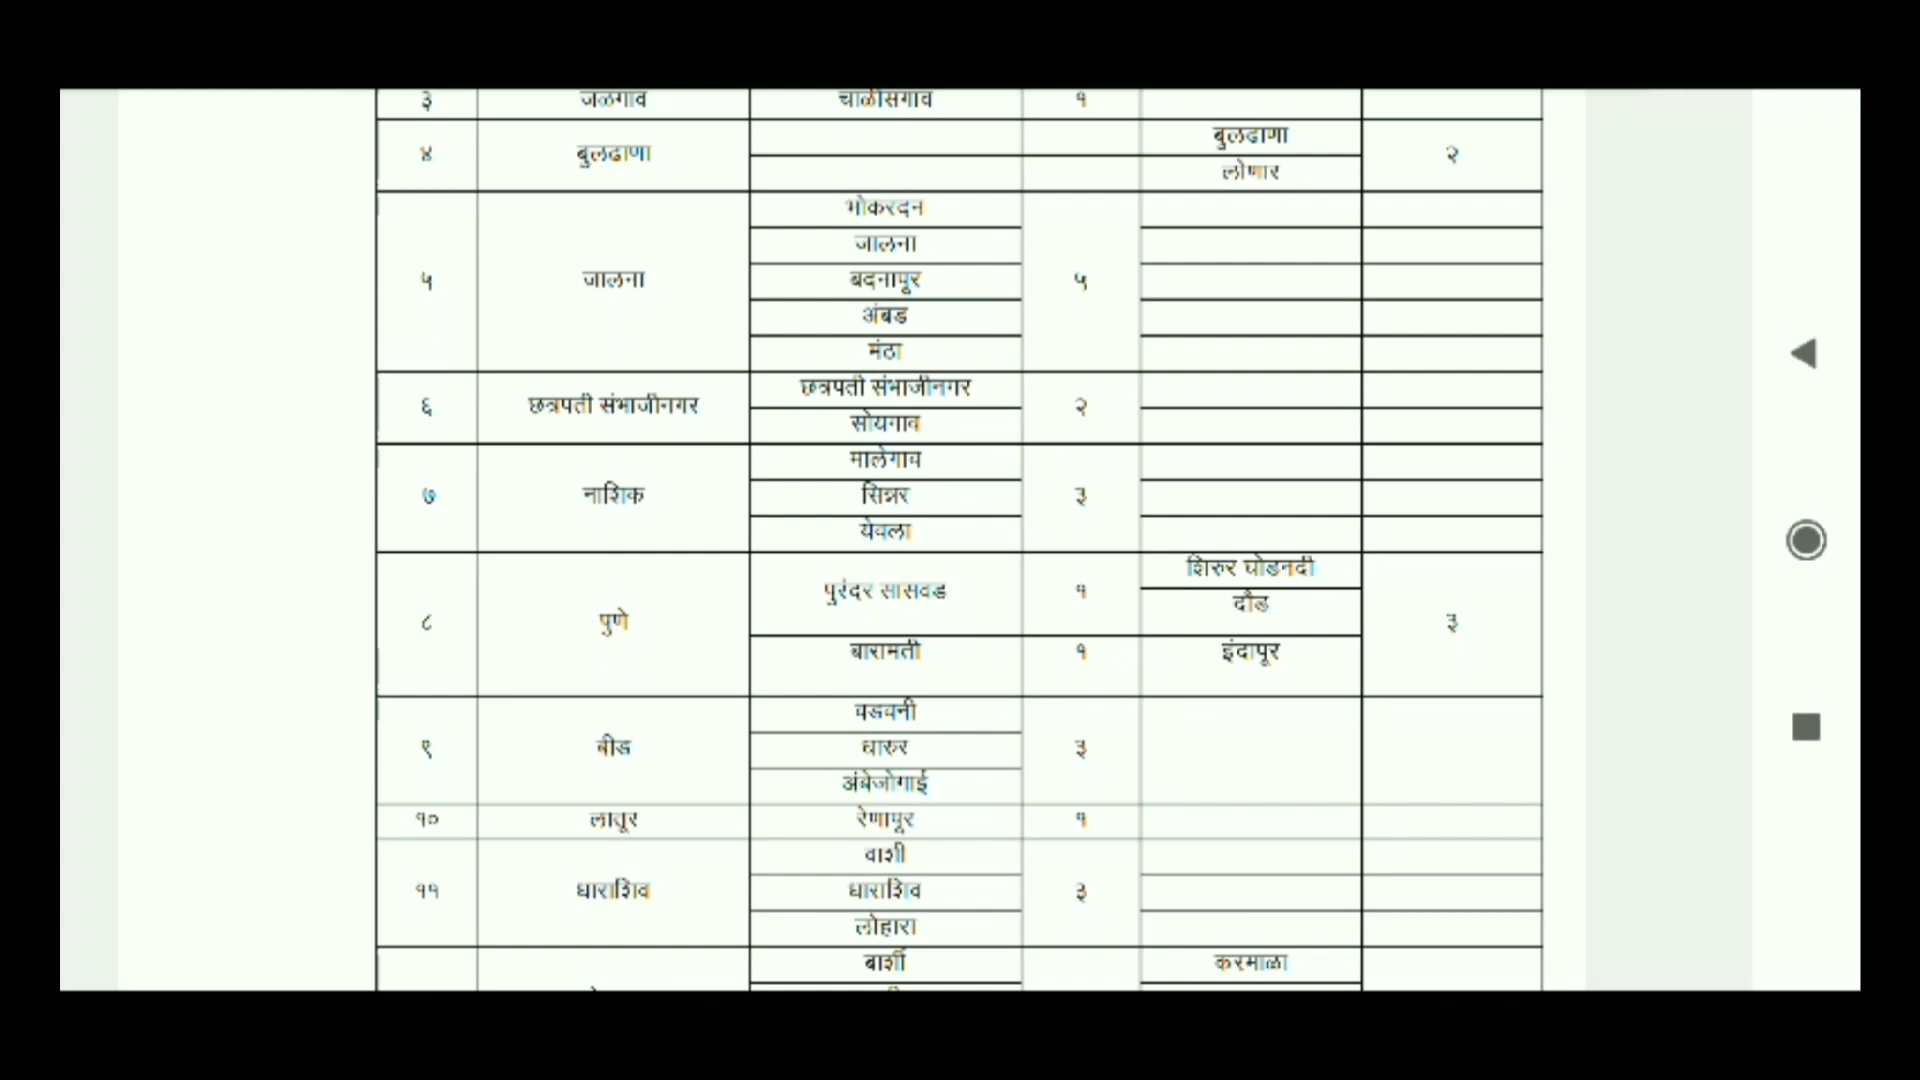 ३ जळगाव चाळीसगाव १
४ बुलढाणा बुलढाणा २
लोणार
भोकरदन
जालना
५ जालना बदनापूर ५
अंबड
मंठा
६ छत्रपती संभाजीनगर छत्रपती संभाजीनगर २
सोयगाव
मालेगाव
७ नाशिक सिन्नर ३
येवला
८ पुणे पुरंदर सासवड १ शिरुर घोडनदी ३
दौंड
बारामती १ इंदापूर
वडवनी
९ बीड धारुर ३
अंबेजोगाई
१० लातूर रेणापूर १
वाशी
११ धाराशिव धाराशिव ३
लोहारा
बार्शी करमाळा